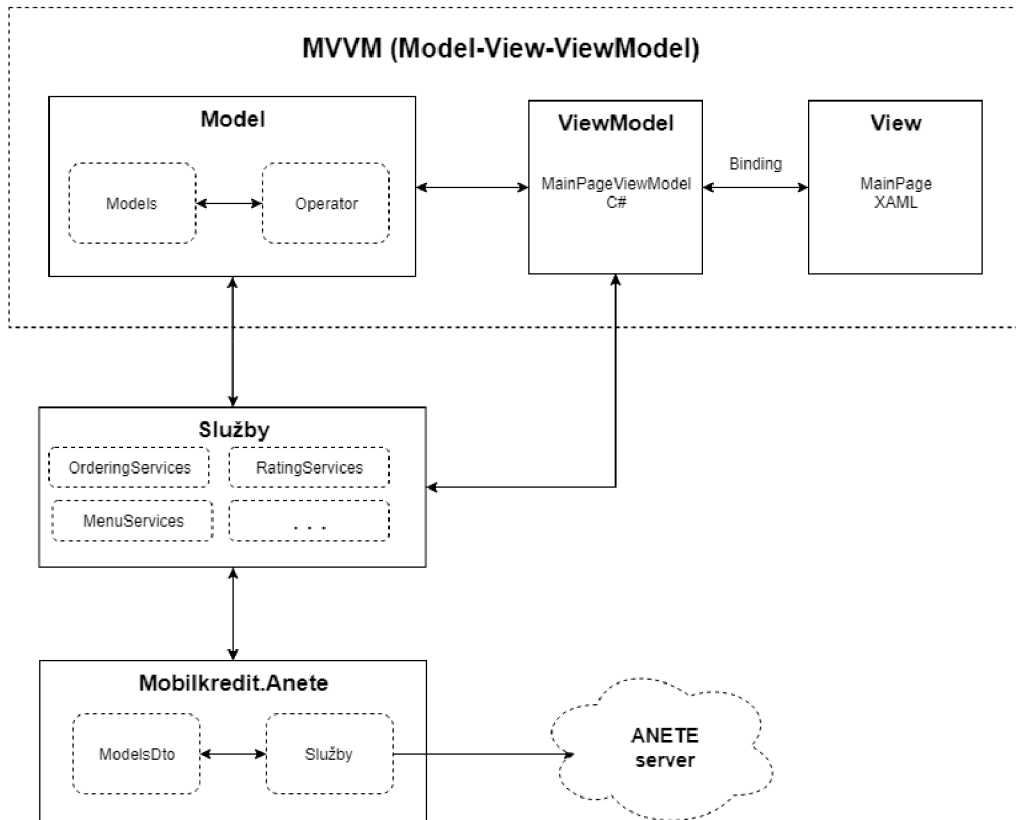 MVVM (Model-View-ViewModel)
Model
Models
Operator
ViewModel
MainPageViewModel
C#
Binding
View
MainPage
XAML
Služby
OrderingServices
RatingServices
MenuServices
. . .
Mobilkredit.Anete
ModelsDto
Služby
ANETE
server